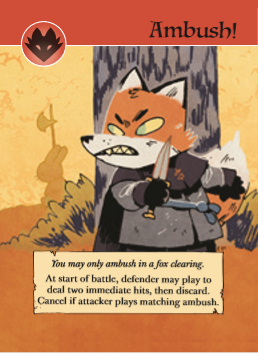 Ambush!
You may only ambush in a fox clearing.
At start of battle, defender may play to
deal two immediate hits, then discard.
Cancel if attacker plays matching ambush.